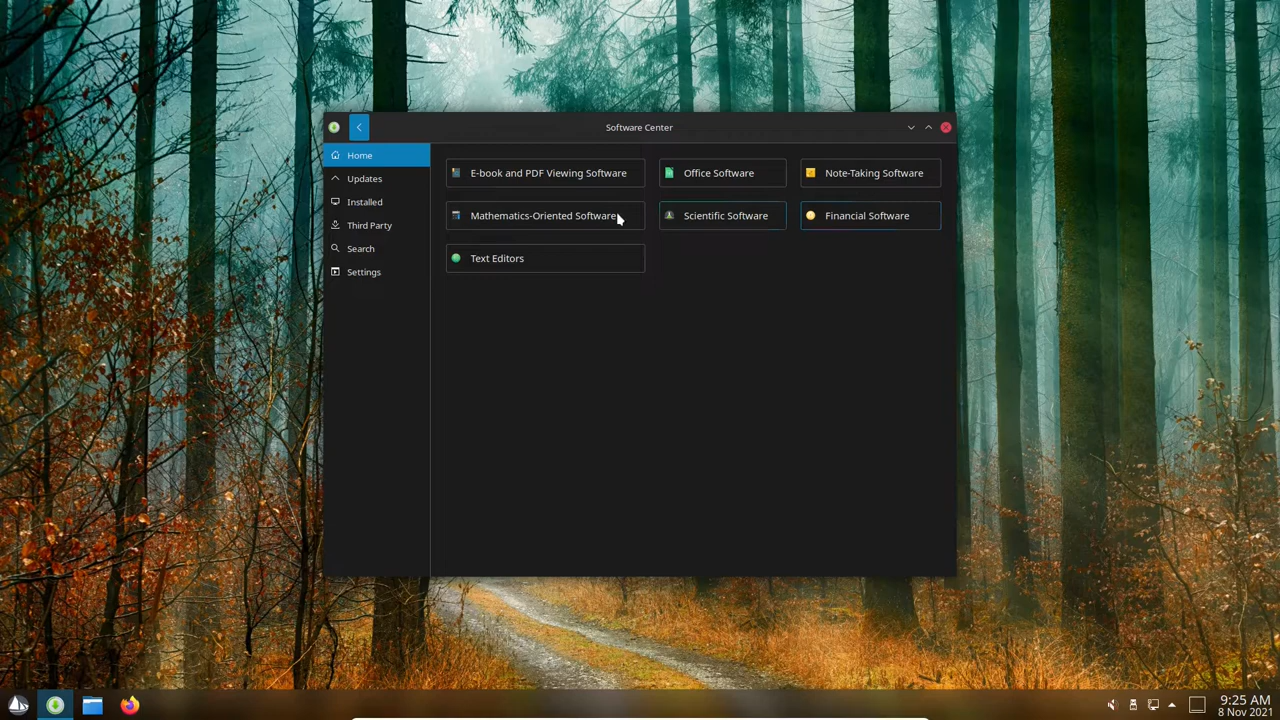 Software Center
Home
Updates
Installed
Third Party
Search
Settings
E-book and PDF Viewing Software
Office Software
Note-Taking Software
Mathematics-Oriented Software
Scientific Software
Financial Software
Text Editors
9:25 AM
8 Nov 2021